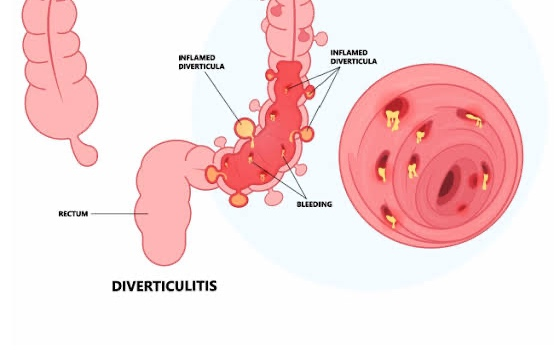 INFLAMED
DIVERTICULA
INFLAMED
DIVERTICULA
BLEEDING
RECTUM
DIVERTICULITIS